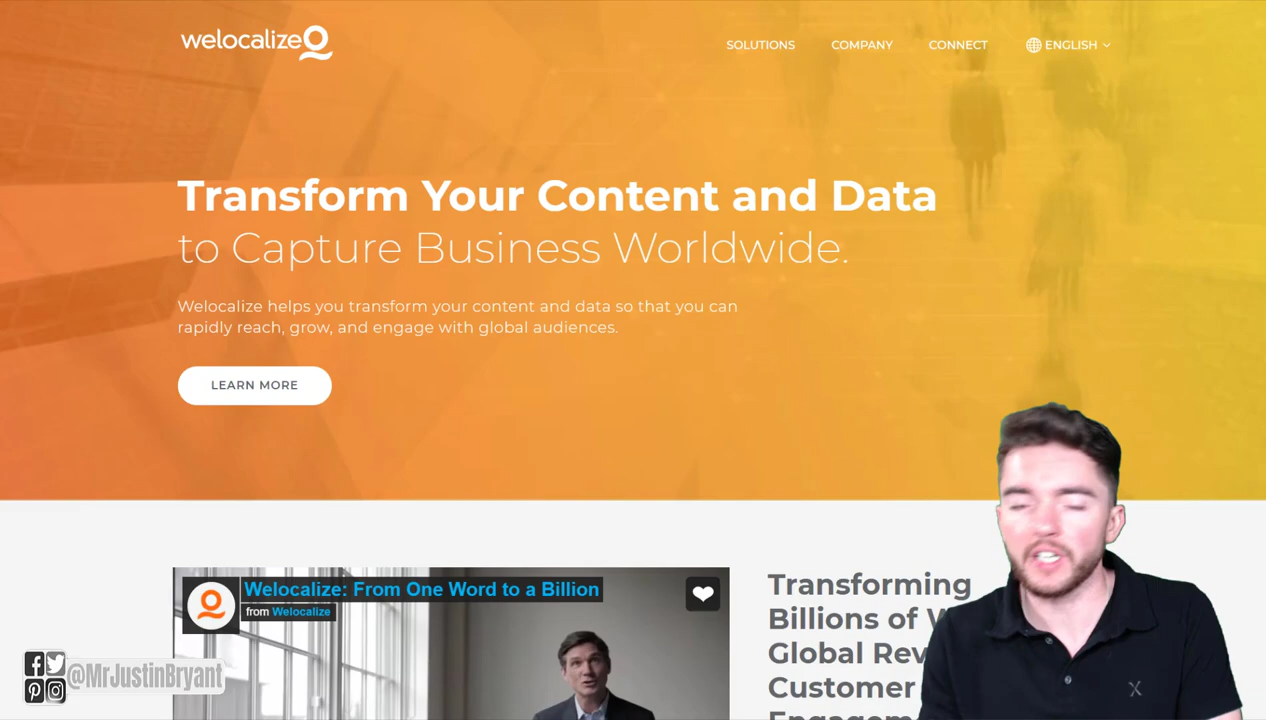 welocalize
SOLUTIONS
COMPANY
CONNECT
ENGLISH
Transform Your Content and Data
to Capture Business Worldwide.
Welocalize helps you transform your content and data so that you can
rapidly reach, grow, and engage with global audiences.
LEARN MORE
Welocalize: From One Word to a Billion
from Welocalize
Transforming
Billions of
Global
Customer
@MrJustinBryant
X